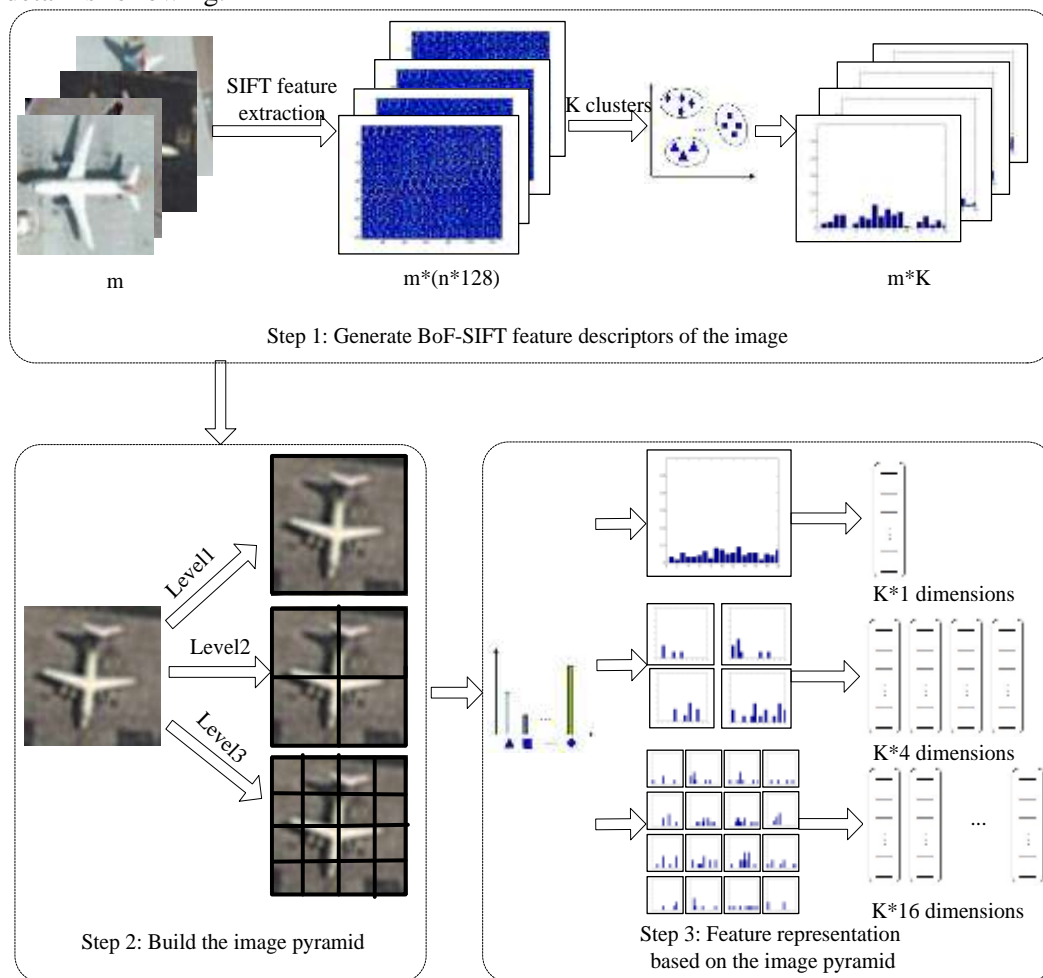 SIFT feature
extraction
K clusters
m
m*(n*128)
m*K
Step 1: Generate BoF-SIFT feature descriptors of the image
Level1
Level2
Level3
K*1 dimensions
K*4 dimensions
...
K*16 dimensions
Step 2: Build the image pyramid
Step 3: Feature representation
based on the image pyramid